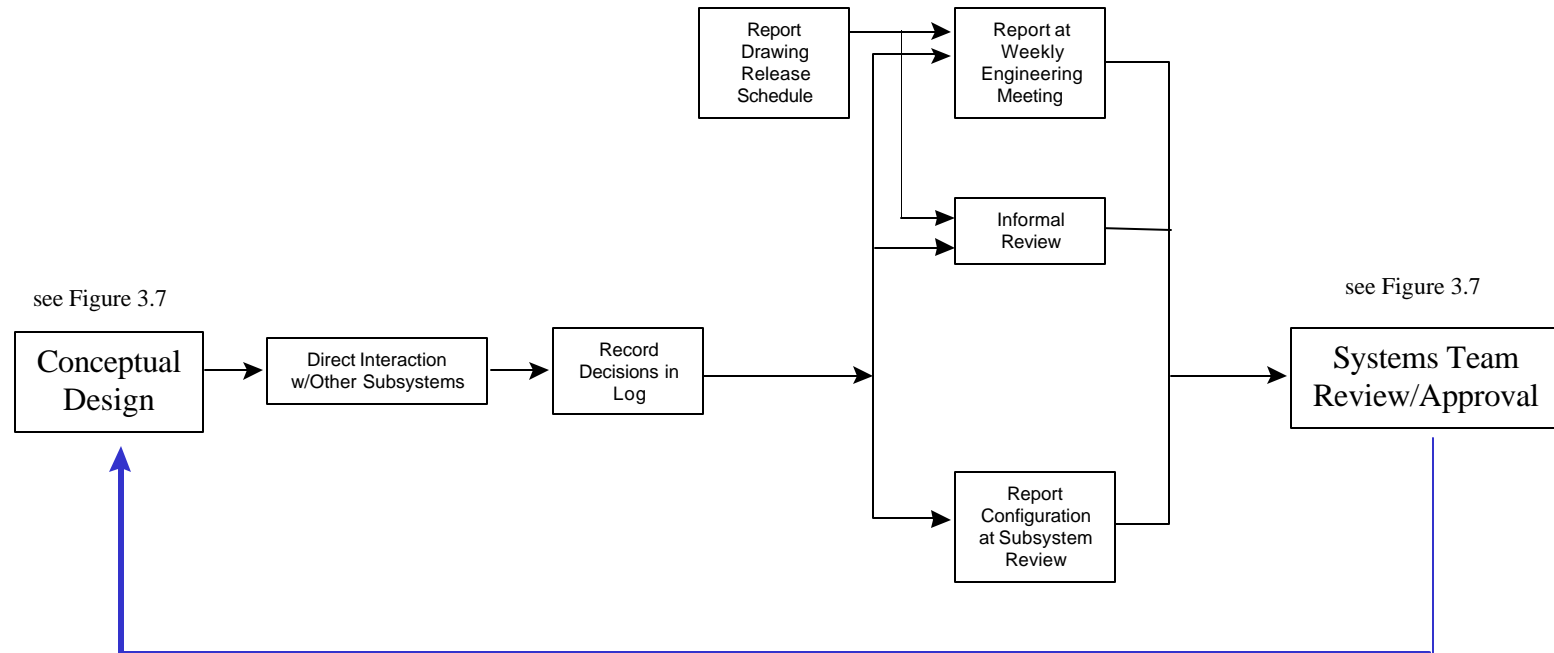 Report
Drawing
Release
Schedule
Report at
Weekly
Engineering
Meeting
Informal
Review
see Figure 3.7
Conceptual
Design
Direct Interaction
w/Other Subsystems
Record
Decisions in
Log
see Figure 3.7
Systems Team
Review/Approval
Report
Configuration
at Subsystem
Review